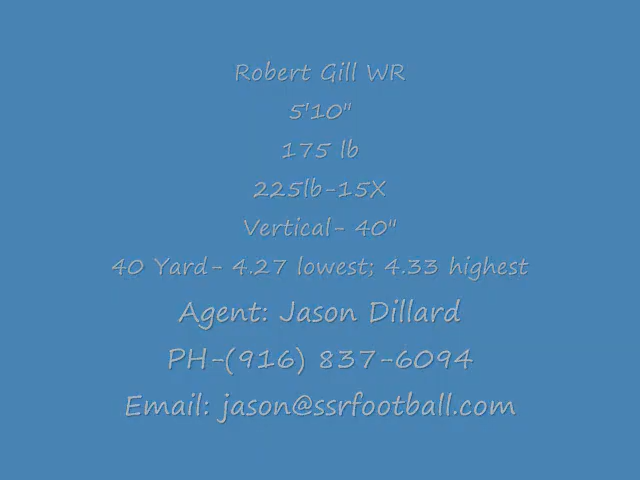 Robert Gill WR
5'10"
175 lb
225lb-15X
Vertical- 40"
40 Yard- 4.27 lowest; 4.33 highest
Agent: Jason Dillard
PH-(916) 837-6094
Email: jason@ssrfootball.com